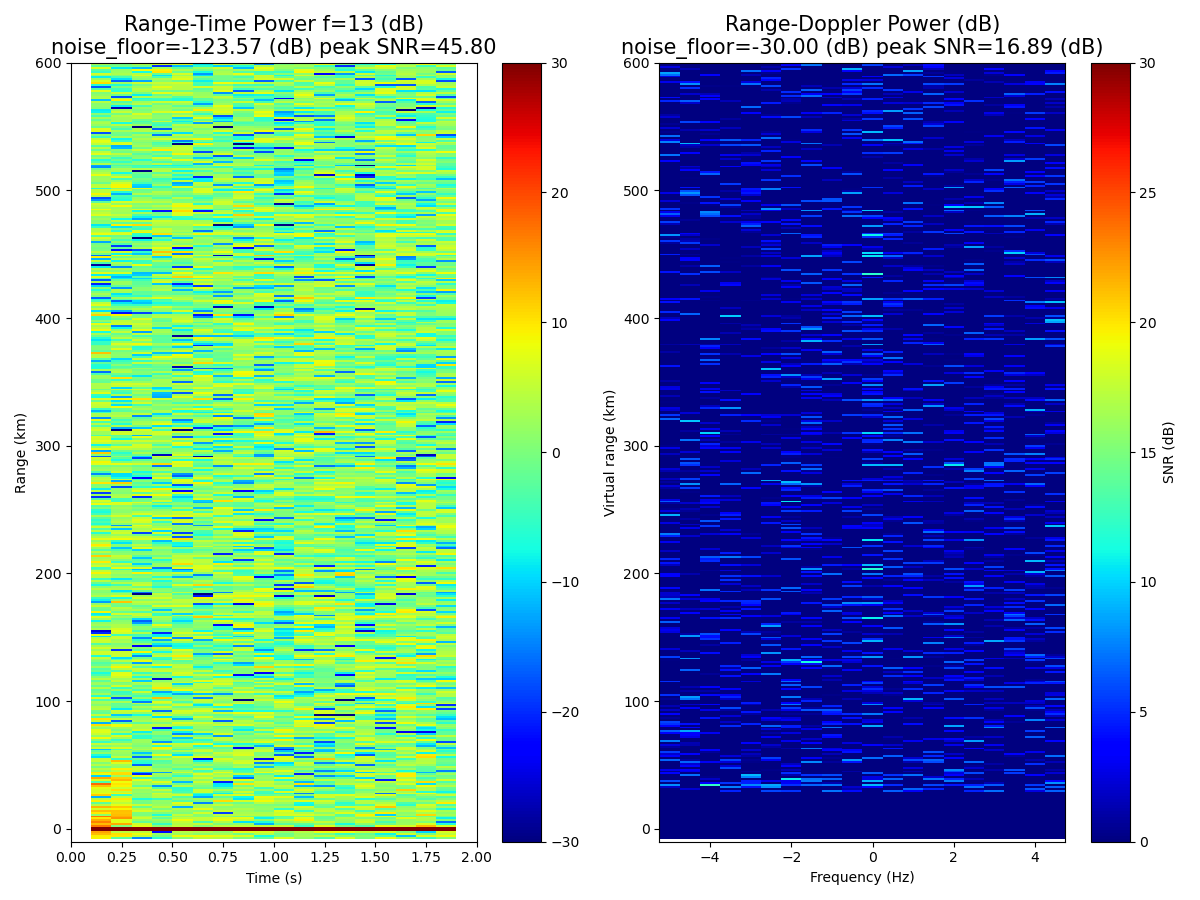 Range-Time Power f=13 (dB)
noise_floor=-123.57 (dB) peak SNR=45.80
600
500
400
300
200
100
0
Range (km)
0.00 0.25 0.50 0.75 1.00 1.25 1.50 1.75 2.00
Time (s)
30
20
10
0
−10
−20
−30
Range-Doppler Power (dB)
noise_floor=-30.00 (dB) peak SNR=16.89 (dB)
600
500
400
300
200
100
0
Virtual range (km)
−4 −2 0 2 4
Frequency (Hz)
30
25
20
15
10
5
0
SNR (dB)